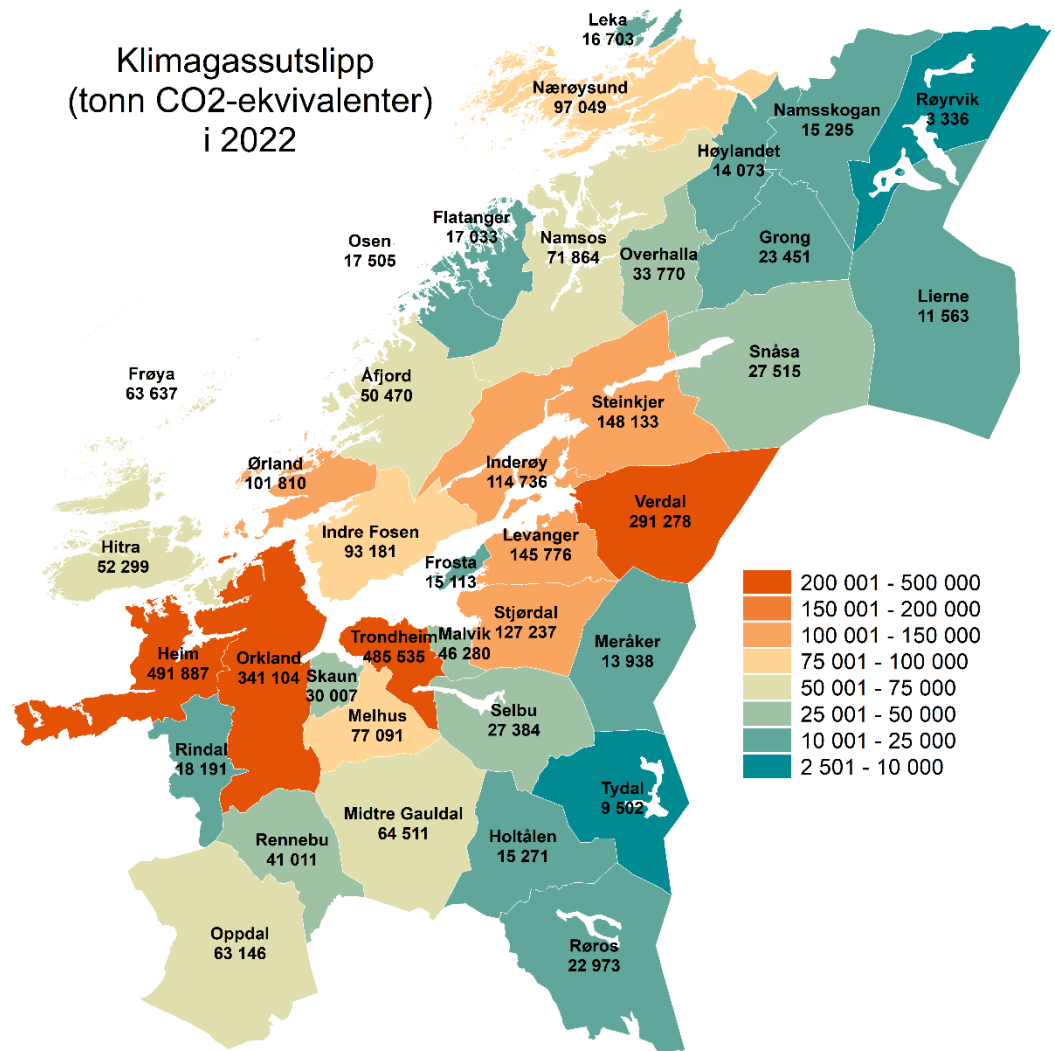 Klimagassutslipp
(tonn CO2-ekvivalenter)
i 2022
Leka
16 703
Nærøysund
97 049
Namsskogan
15 295
Røyrvik
3 336
Høylandet
14 073
Flatanger
17 033
Osen
17 505
Namsos
71 864
Overhalla
33 770
Grong
23 451
Lierne
11 563
Snåsa
27 515
Frøya
63 637
Åfjord
50 470
Steinkjer
148 133
Ørland
101 810
Inderøy
114 736
Verdal
291 278
Indre Fosen
93 181
Levanger
145 776
Hitra
52 299
Frosta
15 113
Stjørdal
127 237
Trondheim
485 535
Malvik
46 280
Meråker
13 938
Heim
491 887
Orkland
341 104
Skaun
30 007
Melhus
77 091
Selbu
27 384
Rindal
18 191
Tydal
9 502
Midtre Gauldal
64 511
Rennebu
41 011
Holtålen
15 271
Oppdal
63 146
Røros
22 973
200 001 - 500 000
150 001 - 200 000
100 001 - 150 000
75 001 - 100 000
50 001 - 75 000
25 001 - 50 000
10 001 - 25 000
2 501 - 10 000